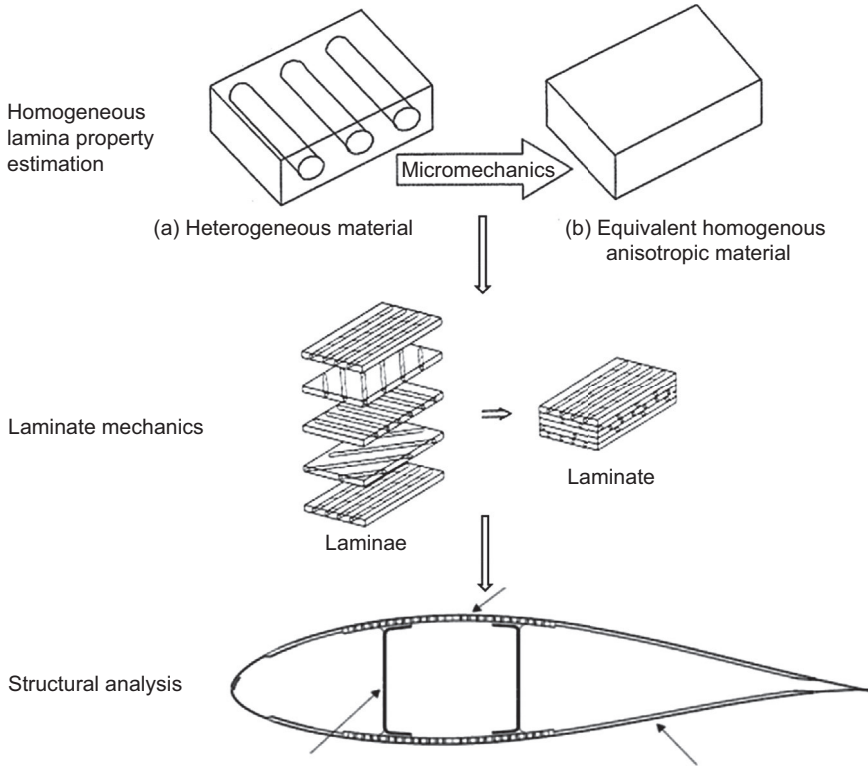 Homogeneous
lamina property
estimation
Micromechanics
(a) Heterogeneous material
(b) Equivalent homogenous
anisotropic material
Laminate mechanics
Laminae
Laminate
Structural analysis